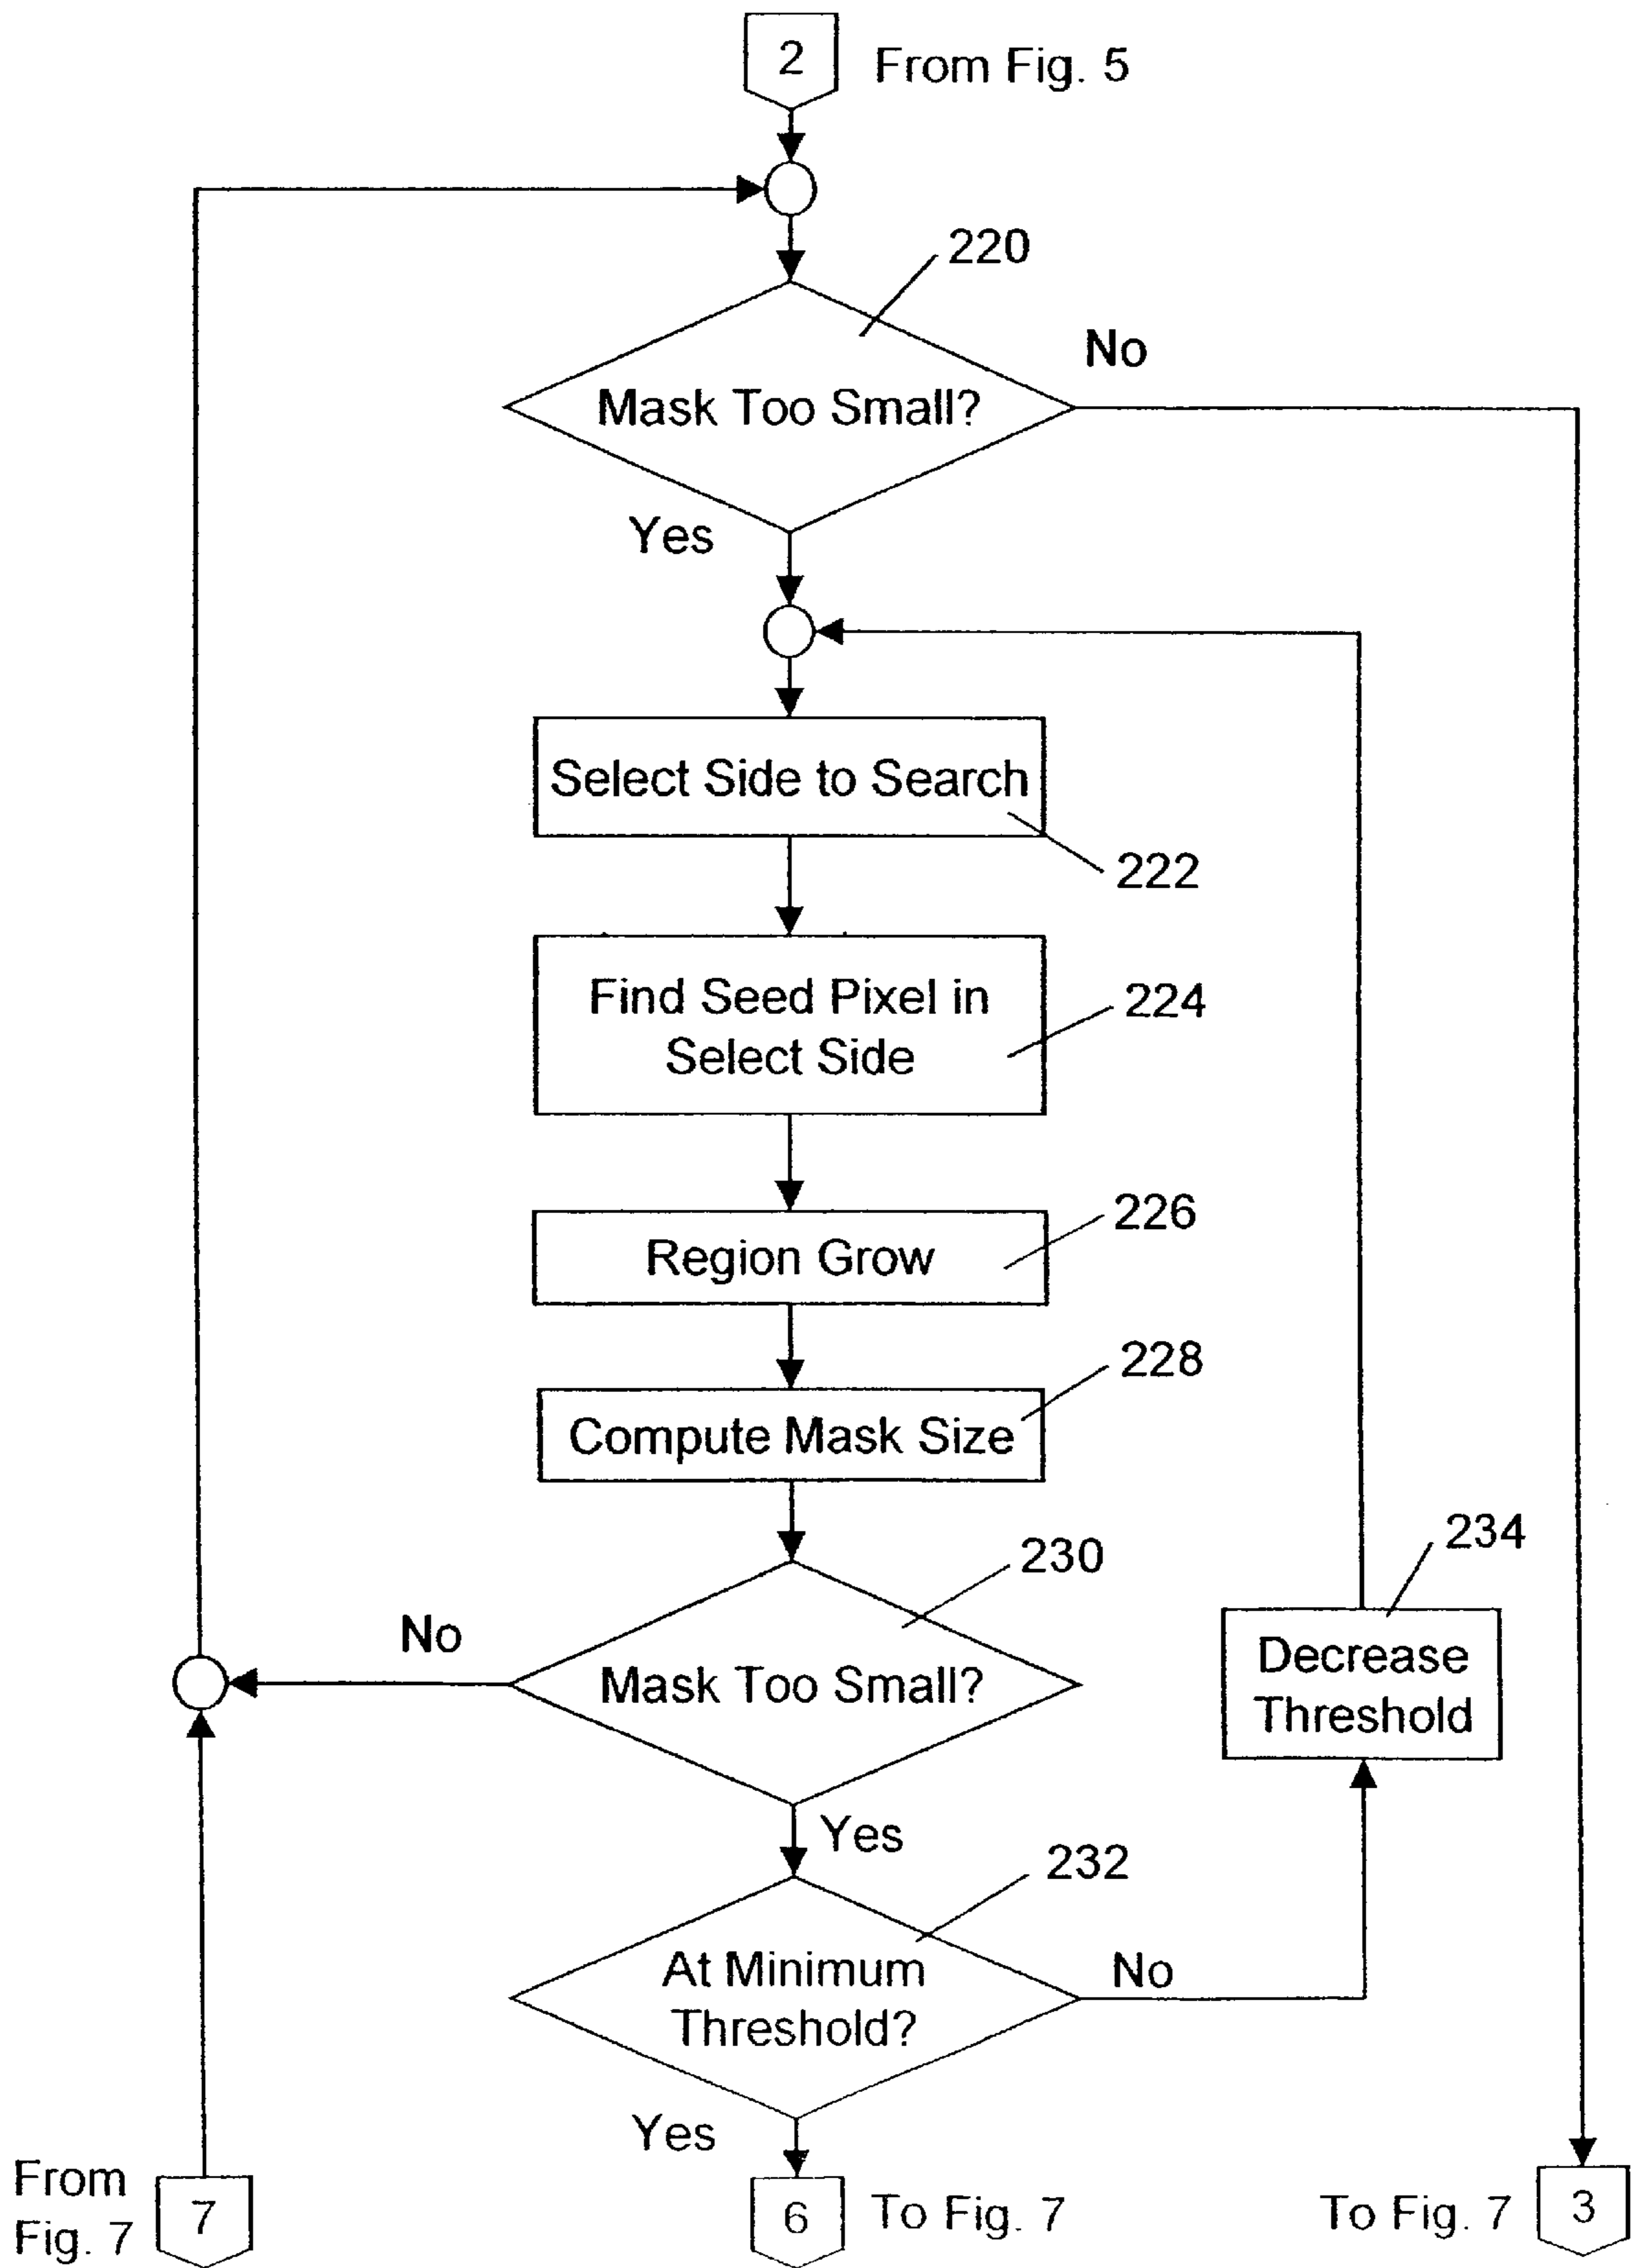 2
From Fig. 5
220
No
Mask Too Small?
Yes
Select Side to Search
222
Find Seed Pixel in
Select Side
224
226
Region Grow
228
Compute Mask Size
230
234
No
Mask Too Small?
Decrease
Threshold
Yes
232
At Minimum
Threshold?
No
Yes
From
Fig. 7
7
6
To Fig. 7
To Fig. 7
3